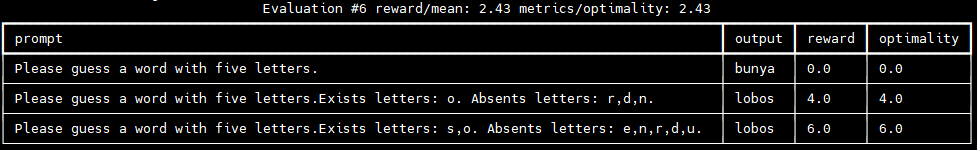 Evaluation #6 reward/mean: 2.43 metrics/optimality: 2.43
prompt output reward optimality
Please guess a word with five letters. bunya 0.0 0.0
Please guess a word with five letters.Exists letters: o. Absents letters: r,d,n. lobos 4.0 4.0
Please guess a word with five letters.Exists letters: s,o. Absents letters: e,n,r,d,u. lobos 6.0 6.0